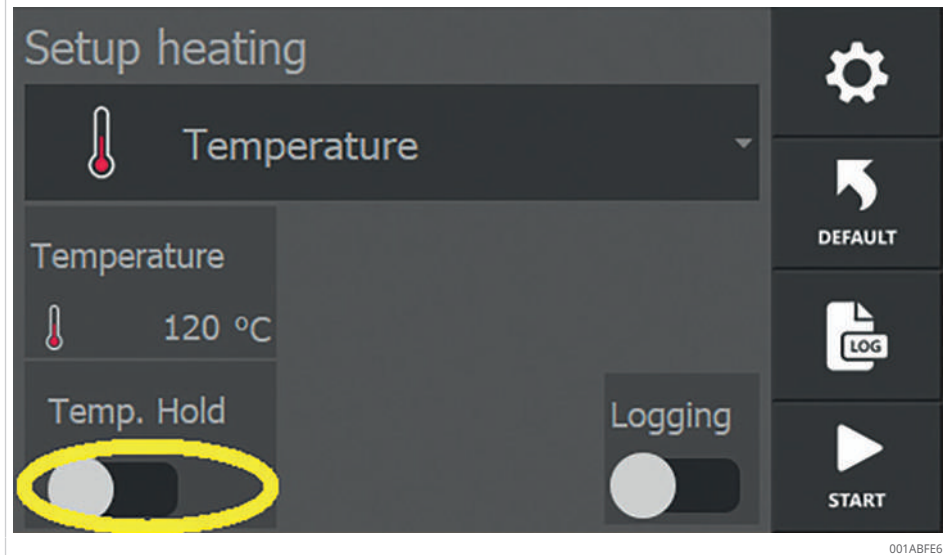 Setup heating
Temperature
Temperature
120 °C
Temp. Hold
Logging
DEFAULT
LOG
START
001ABFE6